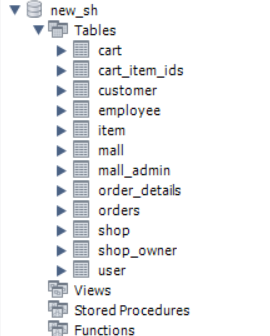 new_sh
Tables
cart
cart_item_ids
customer
employee
item
mall
mall_admin
order_details
orders
shop
shop_owner
user
Views
Stored Procedures
Functions